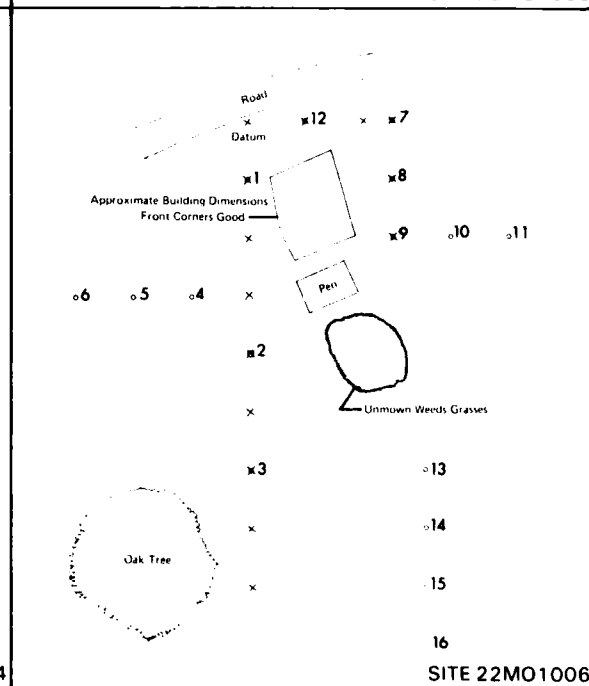 Road
12 7
Datum
1 8
Approximate Building Dimensions
Front Corners Good
9 10 11
6 5 4
Pen
2
Unmown Weeds Grasses
3 13
14
Oak Tree
15
16
4
SITE 22MO1006